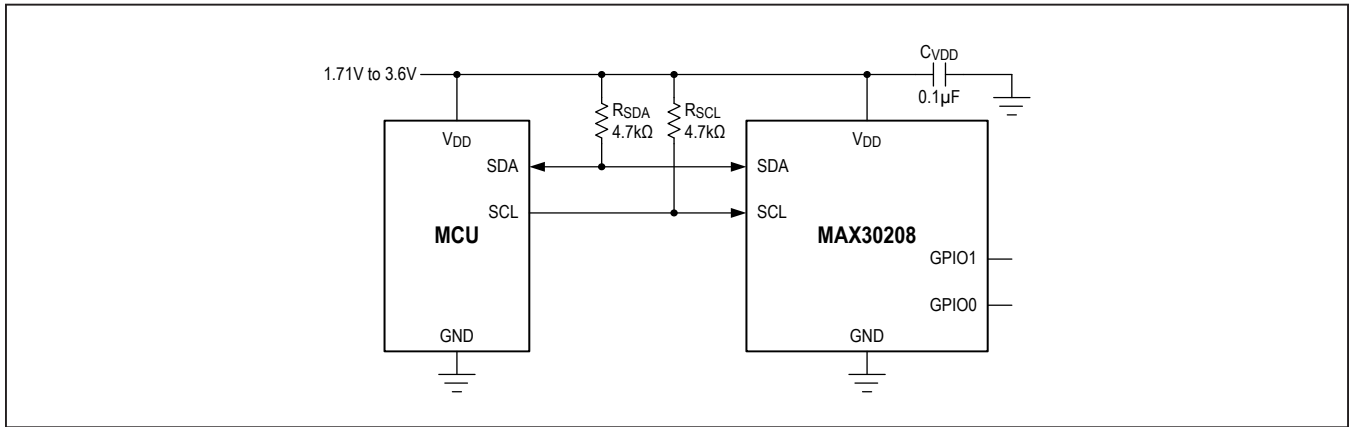 CVDD
1.71V to 3.6V
0.1µF
RSDA
4.7kΩ
RSCL
4.7kΩ
VDD
VDD
SDA
SDA
SCL
SCL
MCU
MAX30208
GPIO1
GPIO0
GND
GND